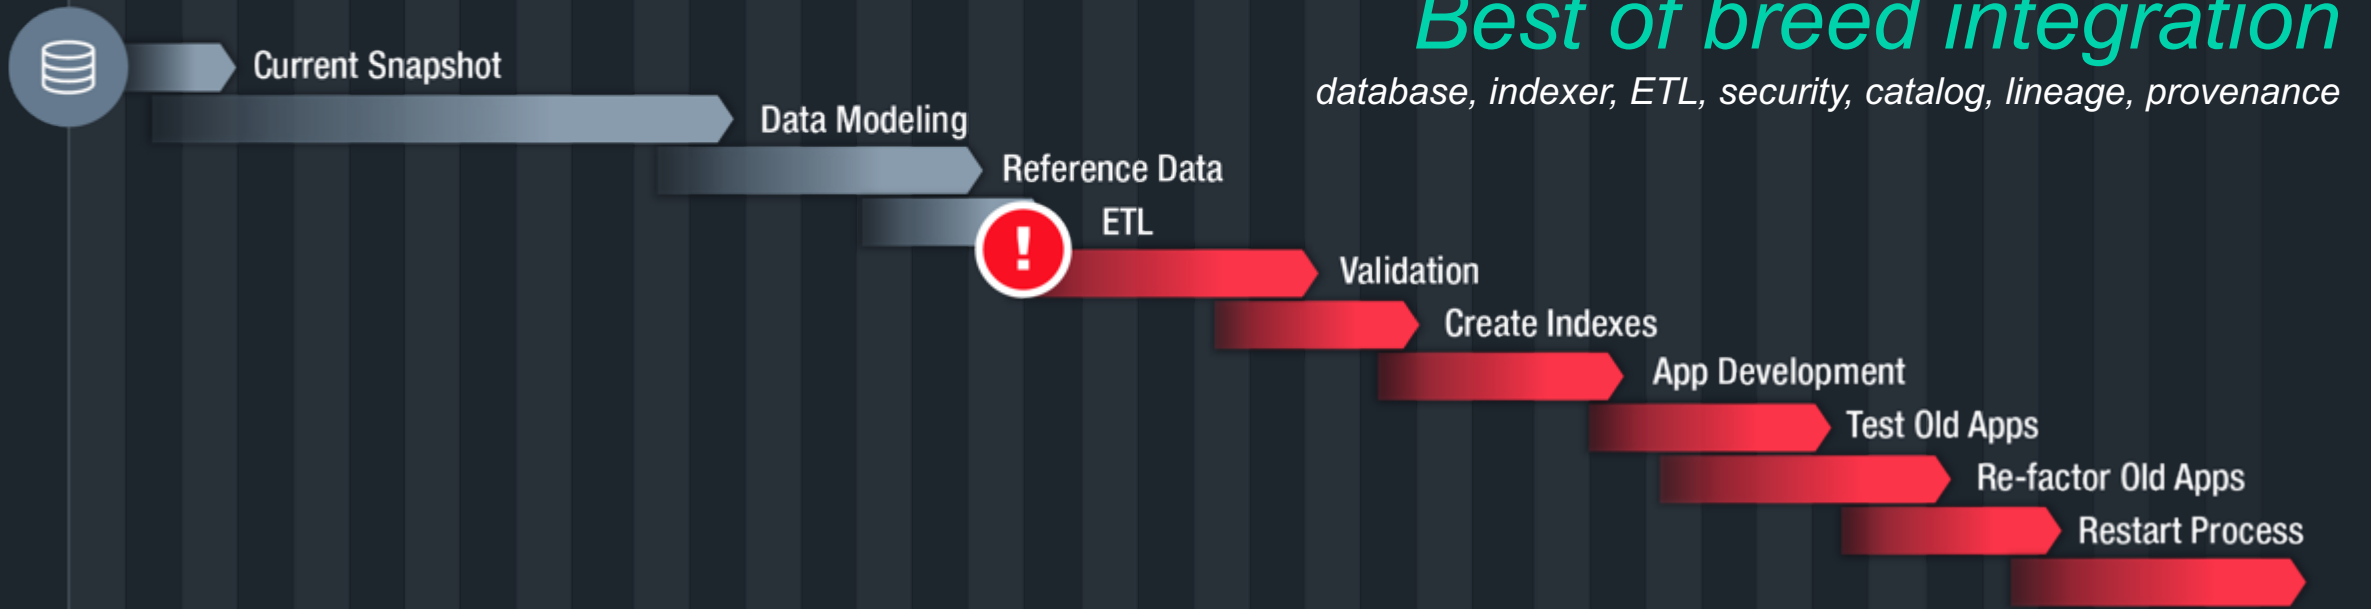 Best of breed integration
database, indexer, ETL, security, catalog, lineage, provenance
Current Snapshot
Data Modeling
Reference Data
ETL
!
Validation
Create Indexes
App Development
Test Old Apps
Re-factor Old Apps
Restart Process